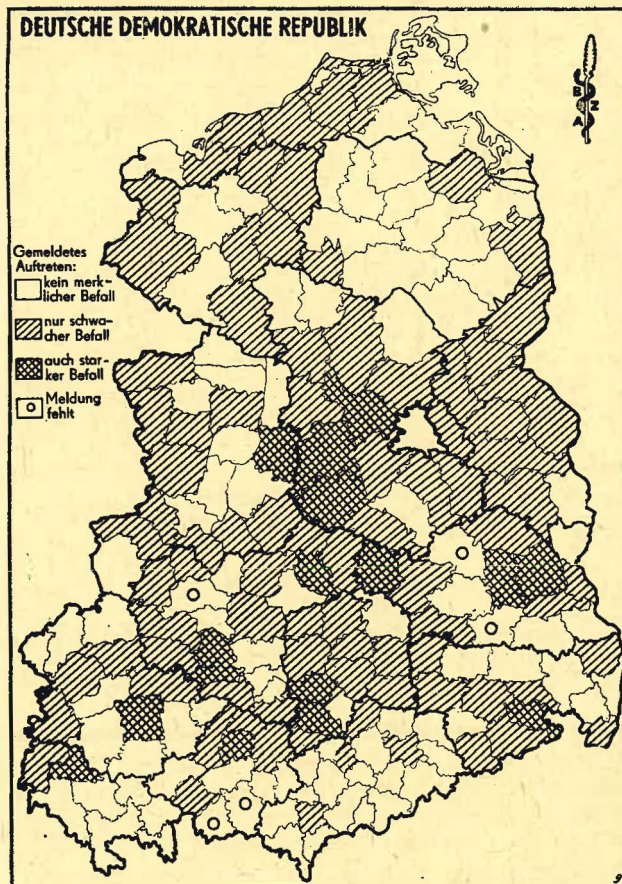 DEUTSCHE DEMOKRATISCHE REPUBLIK
B
Z
A
Gemeldetes
Auftreten:
kein merk-
licher Befall
nur schwa-
cher Befall
auch star-
ker Befall
Meldung
fehlt
9